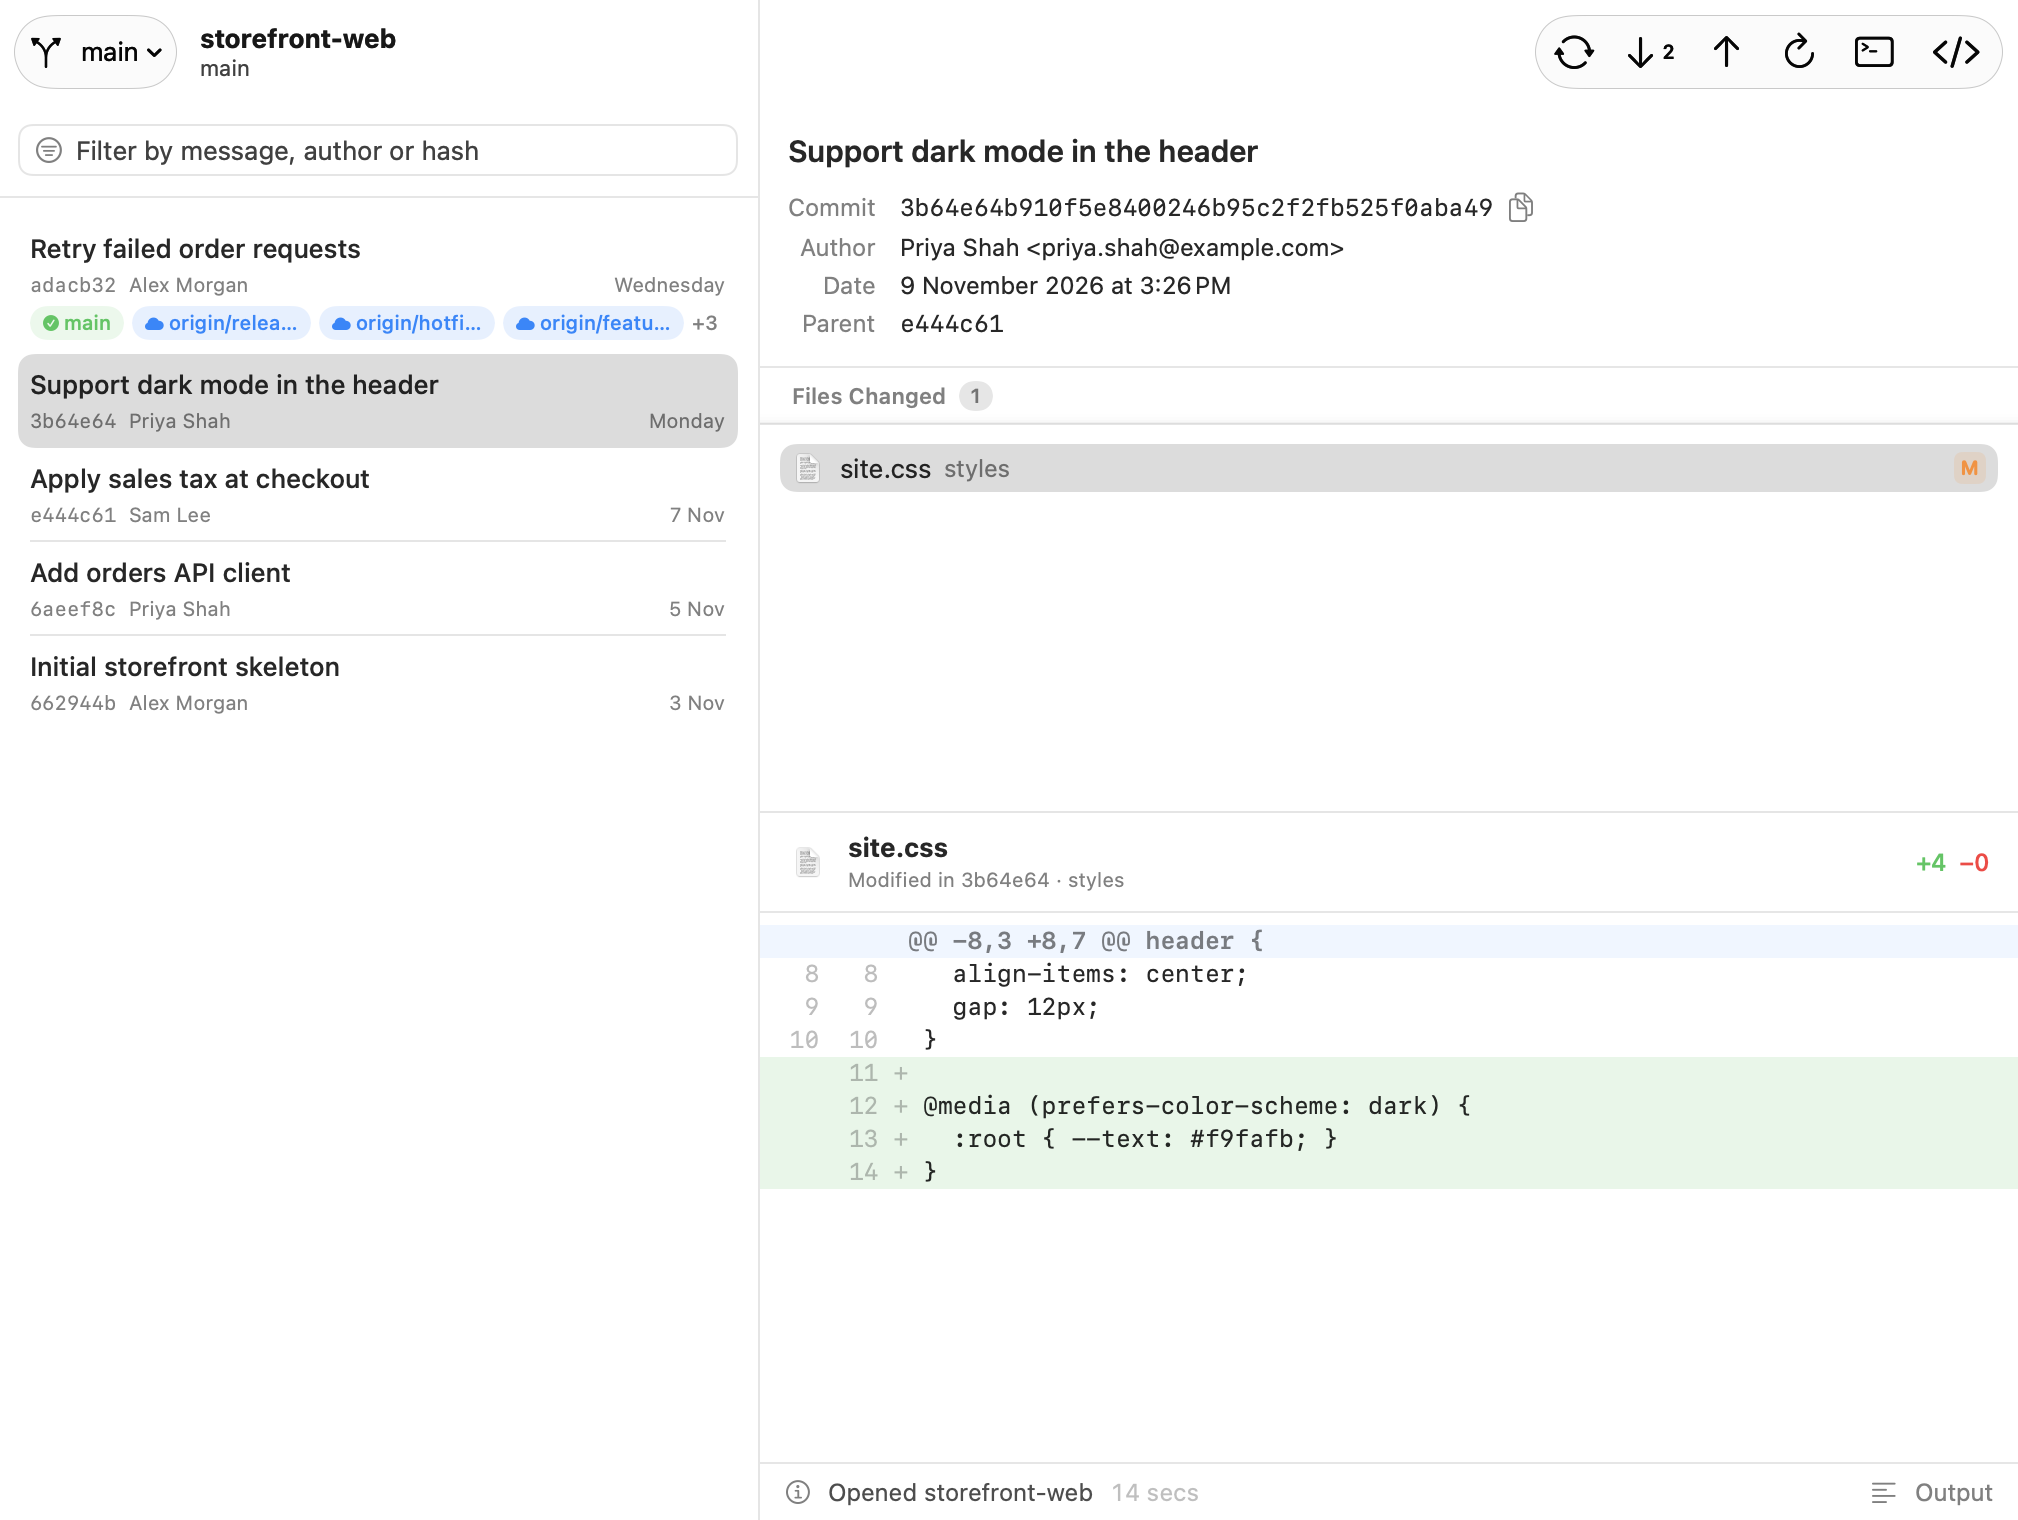 main
storefront-web
main
2
Filter by message, author or hash
Retry failed order requests
adacb32 Alex Morgan Wednesday
main origin/relea... origin/hotfi... origin/featu... +3
Support dark mode in the header
3b64e64 Priya Shah Monday
Apply sales tax at checkout
e444c61 Sam Lee 7 Nov
Add orders API client
6aeef8c Priya Shah 5 Nov
Initial storefront skeleton
662944b Alex Morgan 3 Nov
Support dark mode in the header
Commit 3b64e64b910f5e8400246b95c2f2fb525f0aba49
Author Priya Shah <priya.shah@example.com>
Date 9 November 2026 at 3:26 PM
Parent e444c61
Files Changed 1
site.css styles M
site.css
Modified in 3b64e64 · styles
+4 −0
@@ −8,3 +8,7 @@ header {
8 8 align-items: center;
9 9 gap: 12px;
10 10 }
11 +
12 + @media (prefers-color-scheme: dark) {
13 + :root { --text: #f9fafb; }
14 + }
Opened storefront-web 14 secs
Output